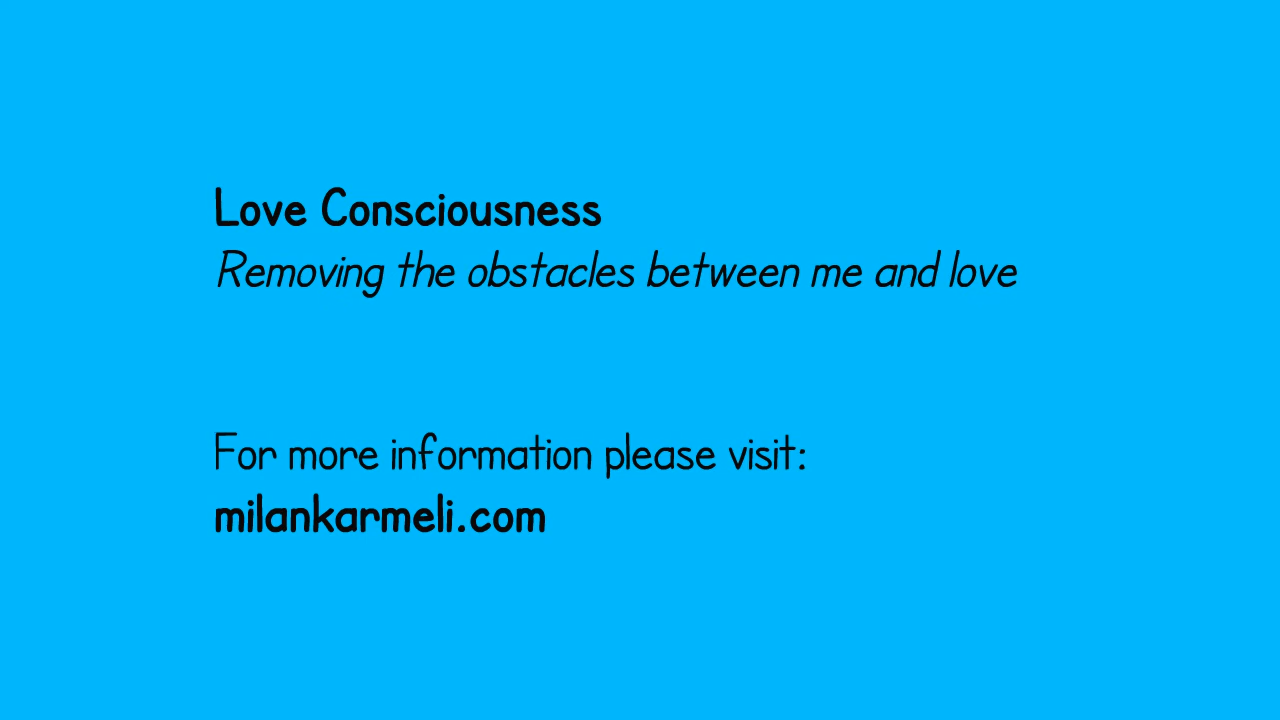 Love Consciousness
Removing the obstacles between me and love
For more information please visit:
milankarmeli.com